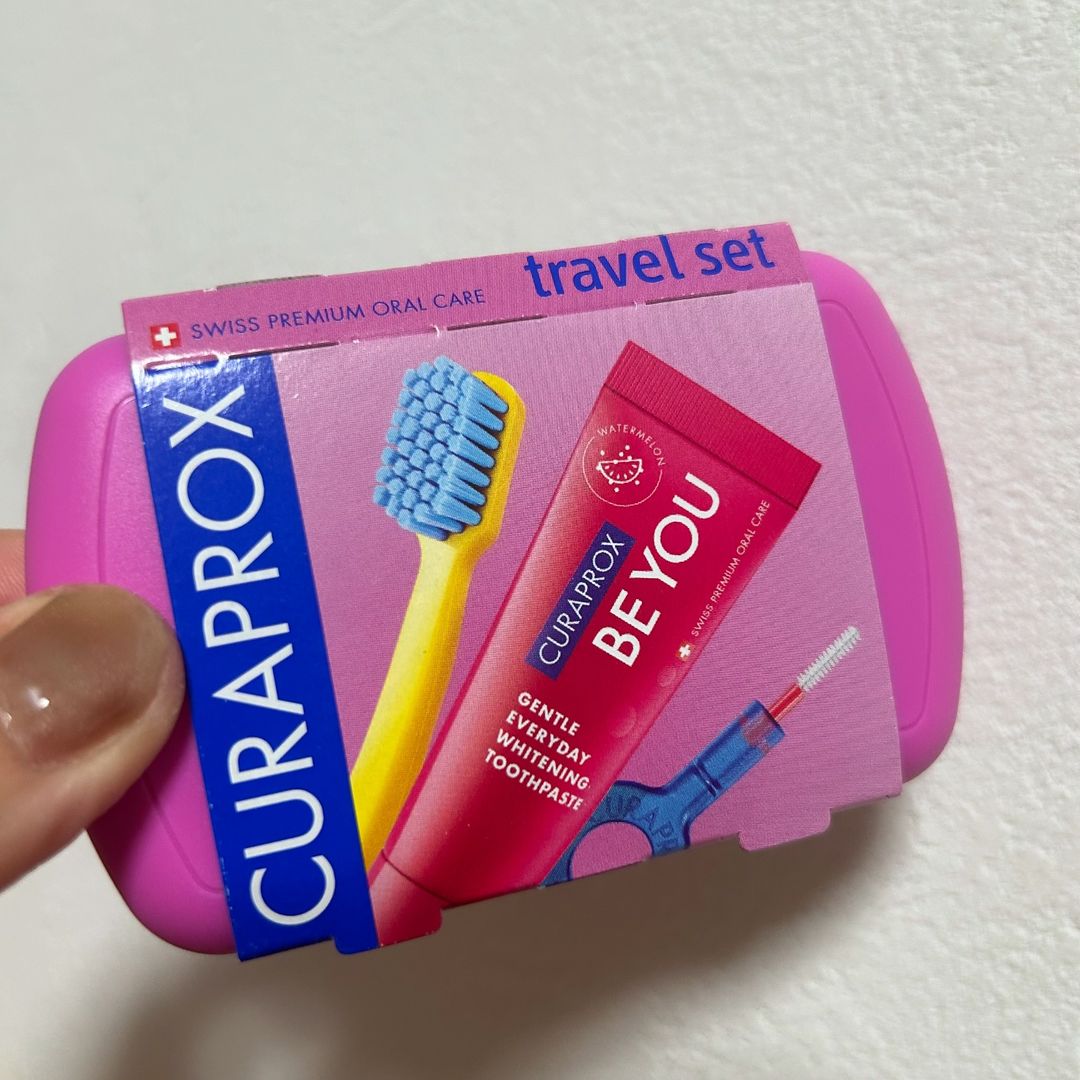 travel set
SWISS PREMIUM ORAL CARE
CURAPROX
WATERMELON
CURAPROX
BE YOU
SWISS PREMIUM ORAL CARE
GENTLE
EVERYDAY
WHITENING
TOOTHPASTE